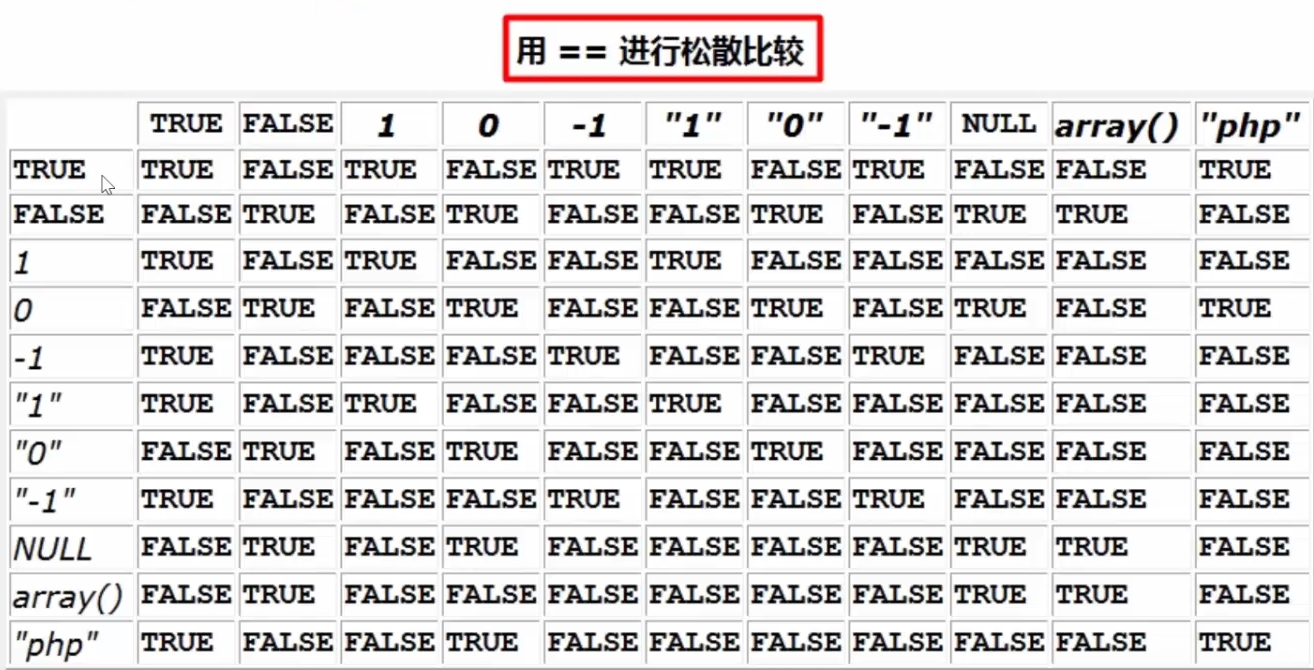 用 == 进行松散比较
TRUE FALSE 1 0 -1 "1" "0" "-1" NULL array() "php"
TRUE TRUE FALSE TRUE FALSE TRUE TRUE FALSE TRUE FALSE FALSE TRUE
FALSE FALSE TRUE FALSE TRUE FALSE FALSE TRUE FALSE TRUE TRUE FALSE
1 TRUE FALSE TRUE FALSE FALSE TRUE FALSE FALSE FALSE FALSE FALSE
0 FALSE TRUE FALSE TRUE FALSE FALSE TRUE FALSE TRUE FALSE TRUE
-1 TRUE FALSE FALSE FALSE TRUE FALSE FALSE TRUE FALSE FALSE FALSE
"1" TRUE FALSE TRUE FALSE FALSE TRUE FALSE FALSE FALSE FALSE FALSE
"0" FALSE TRUE FALSE TRUE FALSE FALSE TRUE FALSE FALSE FALSE FALSE
"-1" TRUE FALSE FALSE FALSE TRUE FALSE FALSE TRUE FALSE FALSE FALSE
NULL FALSE TRUE FALSE TRUE FALSE FALSE FALSE FALSE TRUE TRUE FALSE
array() FALSE TRUE FALSE FALSE FALSE FALSE FALSE FALSE TRUE TRUE FALSE
"php" TRUE FALSE FALSE TRUE FALSE FALSE FALSE FALSE FALSE FALSE TRUE